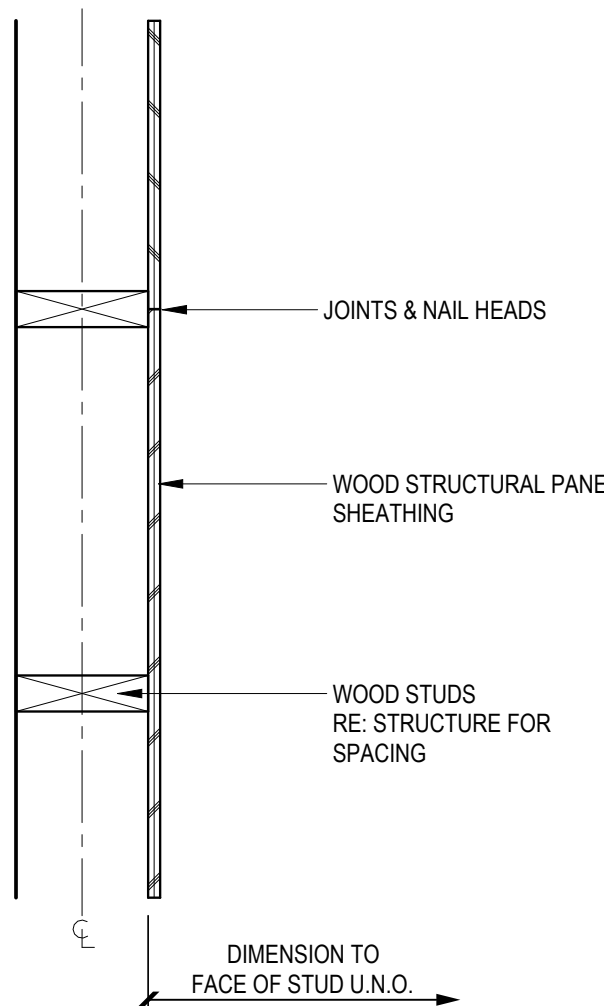 JOINTS & NAIL HEADS
WOOD STRUCTURAL PANE
SHEATHING
WOOD STUDS
RE: STRUCTURE FOR
SPACING
℄
DIMENSION TO
FACE OF STUD U.N.O.